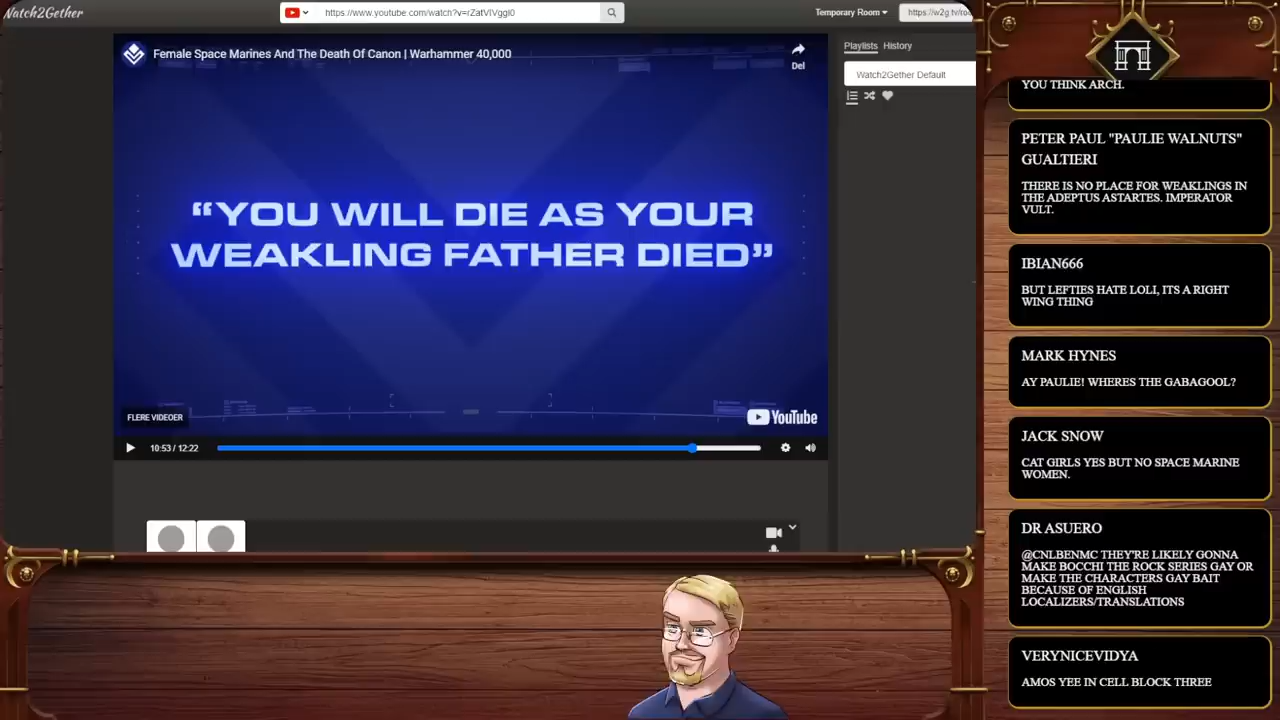 Watch2Gether
https://www.youtube.com/watch?v=rZatVIVggI0
Temporary Room
https://w2g.tv/roo
Female Space Marines And The Death Of Canon | Warhammer 40,000
Del
Playlists History
Watch2Gether Default
“YOU WILL DIE AS YOUR
WEAKLING FATHER DIED”
FLERE VIDEOER
YouTube
10:53 / 12:22
YOU THINK ARCH.
PETER PAUL "PAULIE WALNUTS"
GUALTIERI
THERE IS NO PLACE FOR WEAKLINGS IN
THE ADEPTUS ASTARTES. IMPERATOR
VULT.
IBIAN666
BUT LEFTIES HATE LOLI, ITS A RIGHT
WING THING
MARK HYNES
AY PAULIE! WHERES THE GABAGOOL?
JACK SNOW
CAT GIRLS YES BUT NO SPACE MARINE
WOMEN.
DR ASUERO
@CNLBENMC THEY'RE LIKELY GONNA
MAKE BOCCHI THE ROCK SERIES GAY OR
MAKE THE CHARACTERS GAY BAIT
BECAUSE OF ENGLISH
LOCALIZERS/TRANSLATIONS
VERYNICEVIDYA
AMOS YEE IN CELL BLOCK THREE